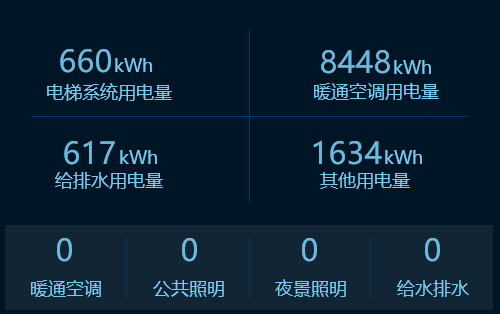 660kWh 8448kWh
电梯系统用电量 暖通空调用电量
617kWh 1634kWh
给排水用电量 其他用电量
0 0 0 0
暖通空调 公共照明 夜景照明 给水排水